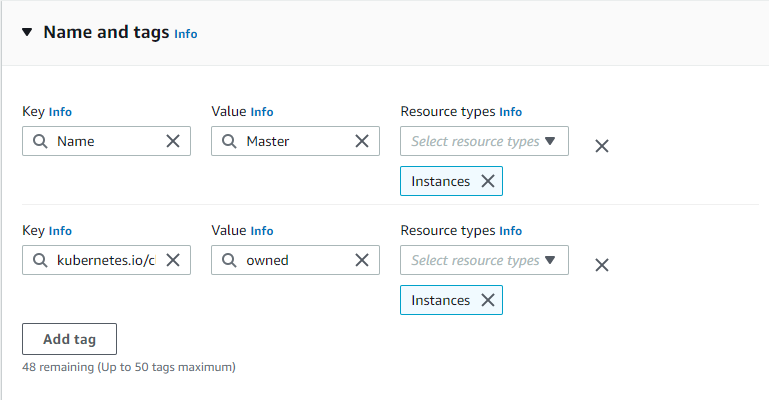 Name and tags Info
Key Info Value Info Resource types Info
Name Master Select resource types
Instances
Key Info Value Info Resource types Info
kubernetes.io/c owned Select resource types
Instances
Add tag
48 remaining (Up to 50 tags maximum)